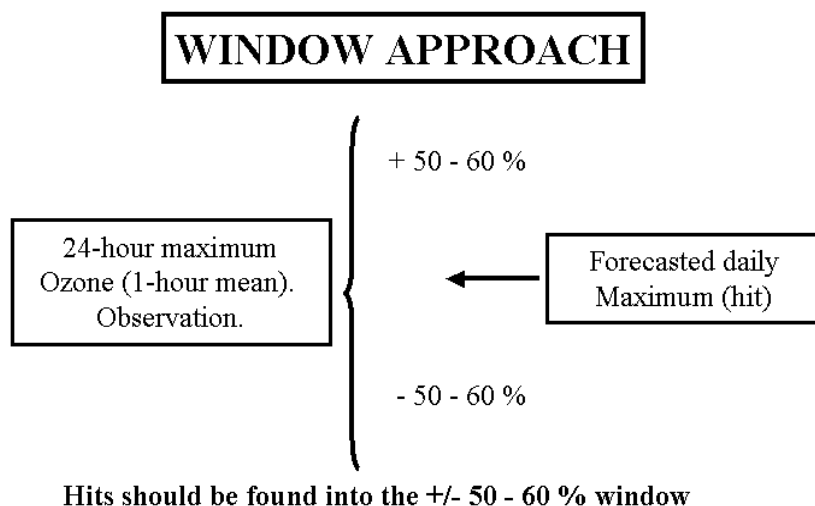 WINDOW APPROACH
+ 50 - 60 %
24-hour maximum
Ozone (1-hour mean).
Observation.
Forecasted daily
Maximum (hit)
- 50 - 60 %
Hits should be found into the +/- 50 - 60 % window